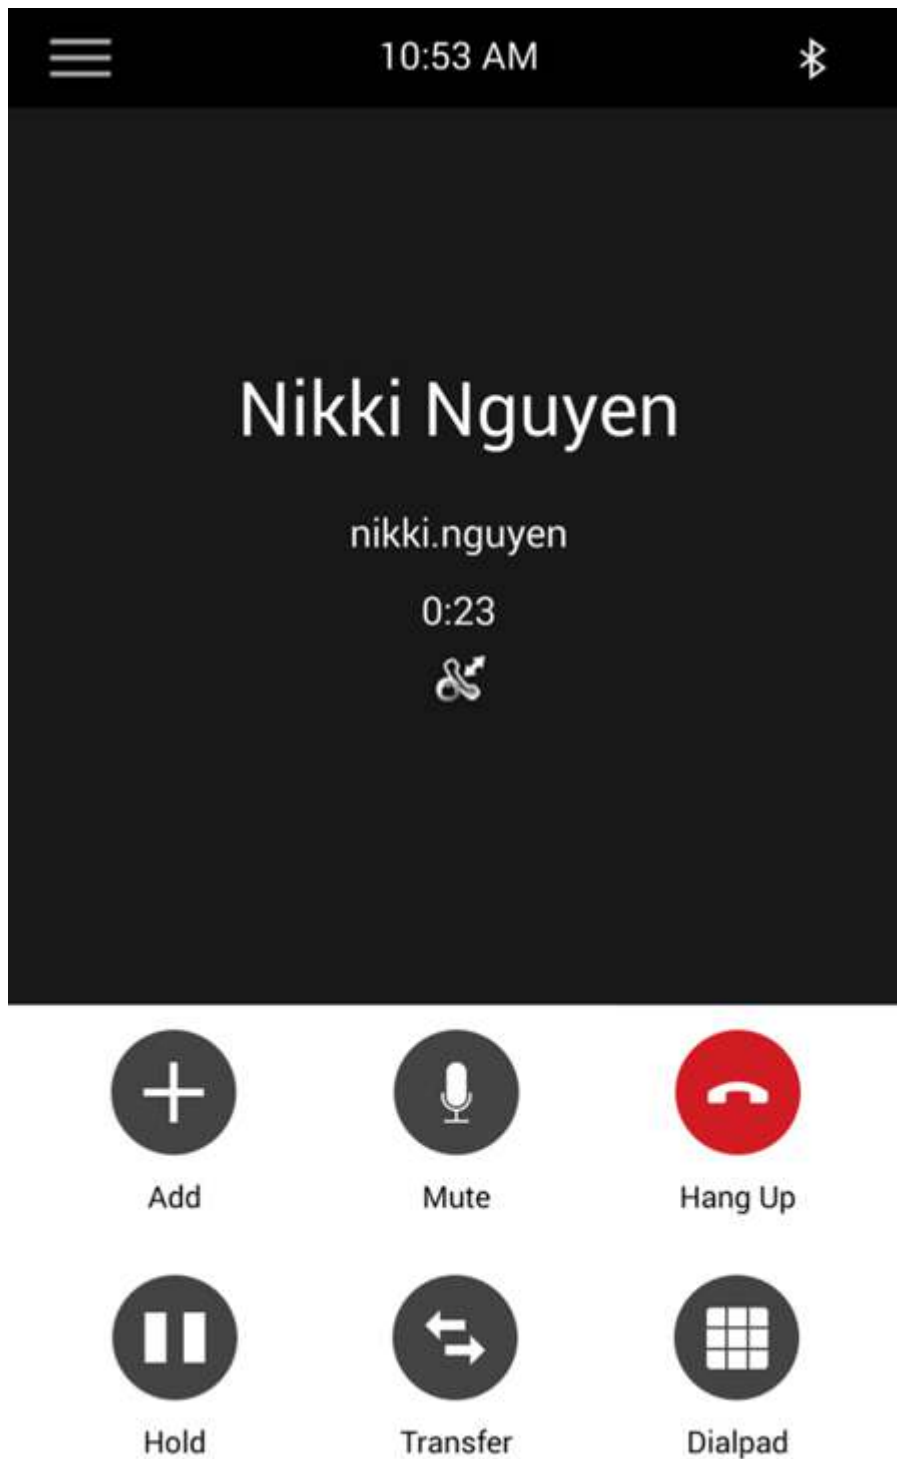 10:53 AM
Nikki Nguyen
nikki.nguyen
0:23
Add Mute Hang Up
Hold Transfer Dialpad